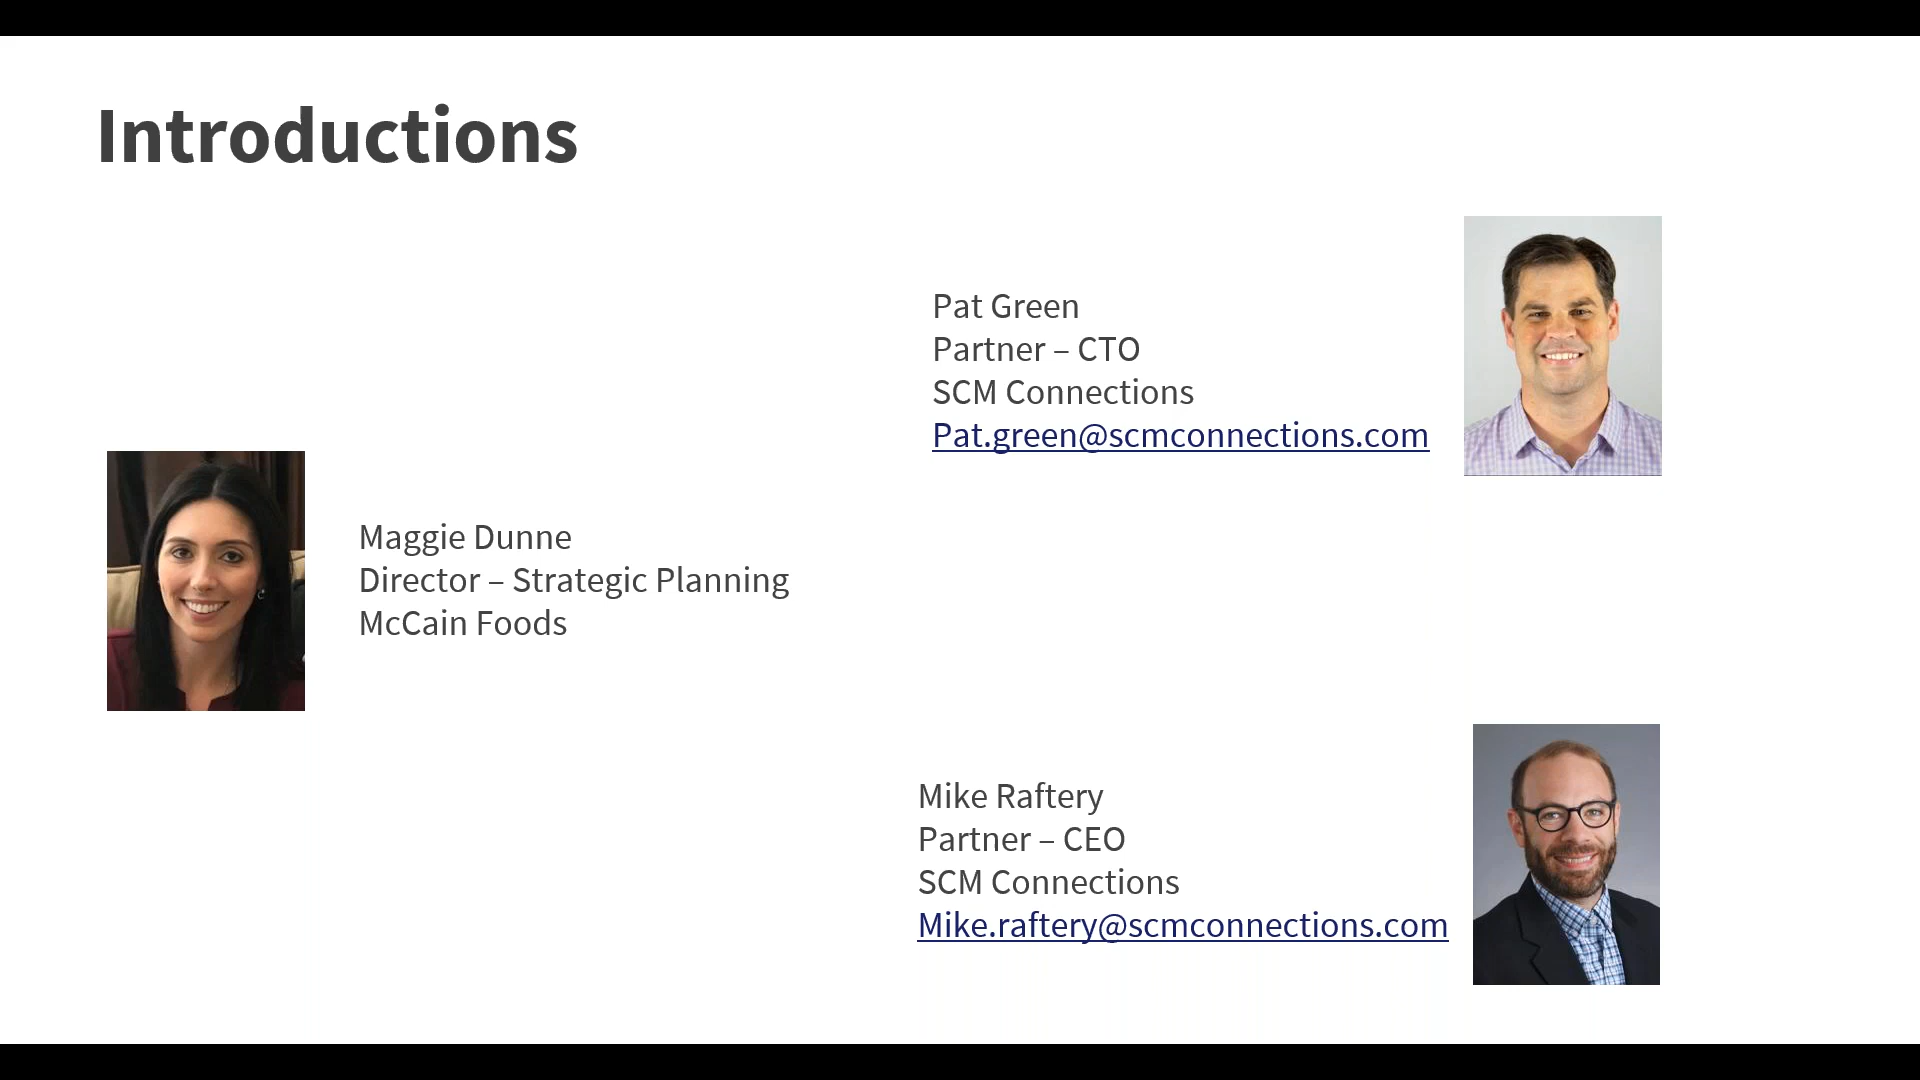 Introductions
Pat Green
Partner – CTO
SCM Connections
Pat.green@scmconnections.com
Maggie Dunne
Director – Strategic Planning
McCain Foods
Mike Raftery
Partner – CEO
SCM Connections
Mike.raftery@scmconnections.com